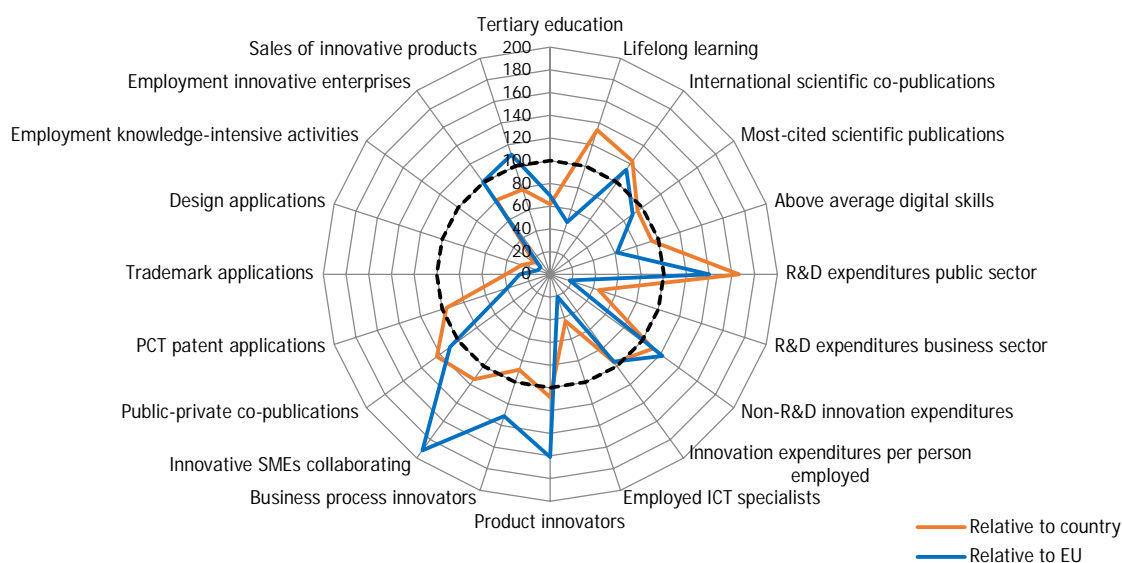 Tertiary education
200
180
160
140
120
100
80
60
40
20
0
Lifelong learning
International scientific co-publications
Most-cited scientific publications
Above average digital skills
R&D expenditures public sector
R&D expenditures business sector
Non-R&D innovation expenditures
Innovation expenditures per person
employed
Employed ICT specialists
Product innovators
Business process innovators
Innovative SMEs collaborating
Public-private co-publications
PCT patent applications
Trademark applications
Design applications
Employment knowledge-intensive activities
Employment innovative enterprises
Sales of innovative products
Relative to country
Relative to EU